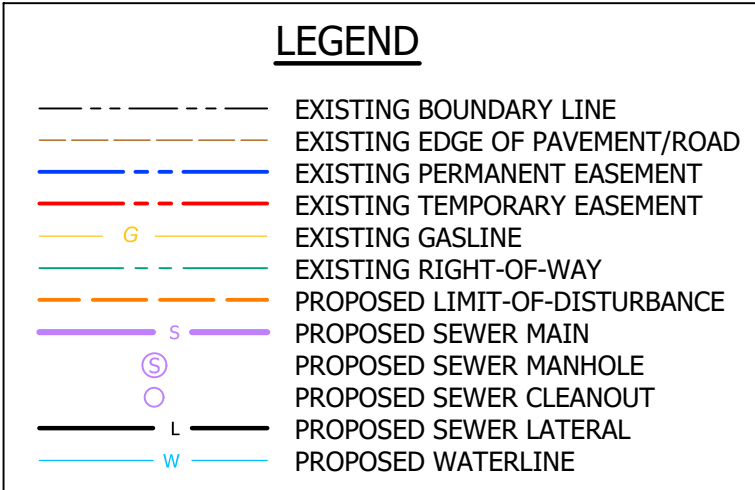 LEGEND
EXISTING BOUNDARY LINE
EXISTING EDGE OF PAVEMENT/ROAD
EXISTING PERMANENT EASEMENT
EXISTING TEMPORARY EASEMENT
G EXISTING GASLINE
EXISTING RIGHT-OF-WAY
PROPOSED LIMIT-OF-DISTURBANCE
S PROPOSED SEWER MAIN
S PROPOSED SEWER MANHOLE
PROPOSED SEWER CLEANOUT
L PROPOSED SEWER LATERAL
W PROPOSED WATERLINE